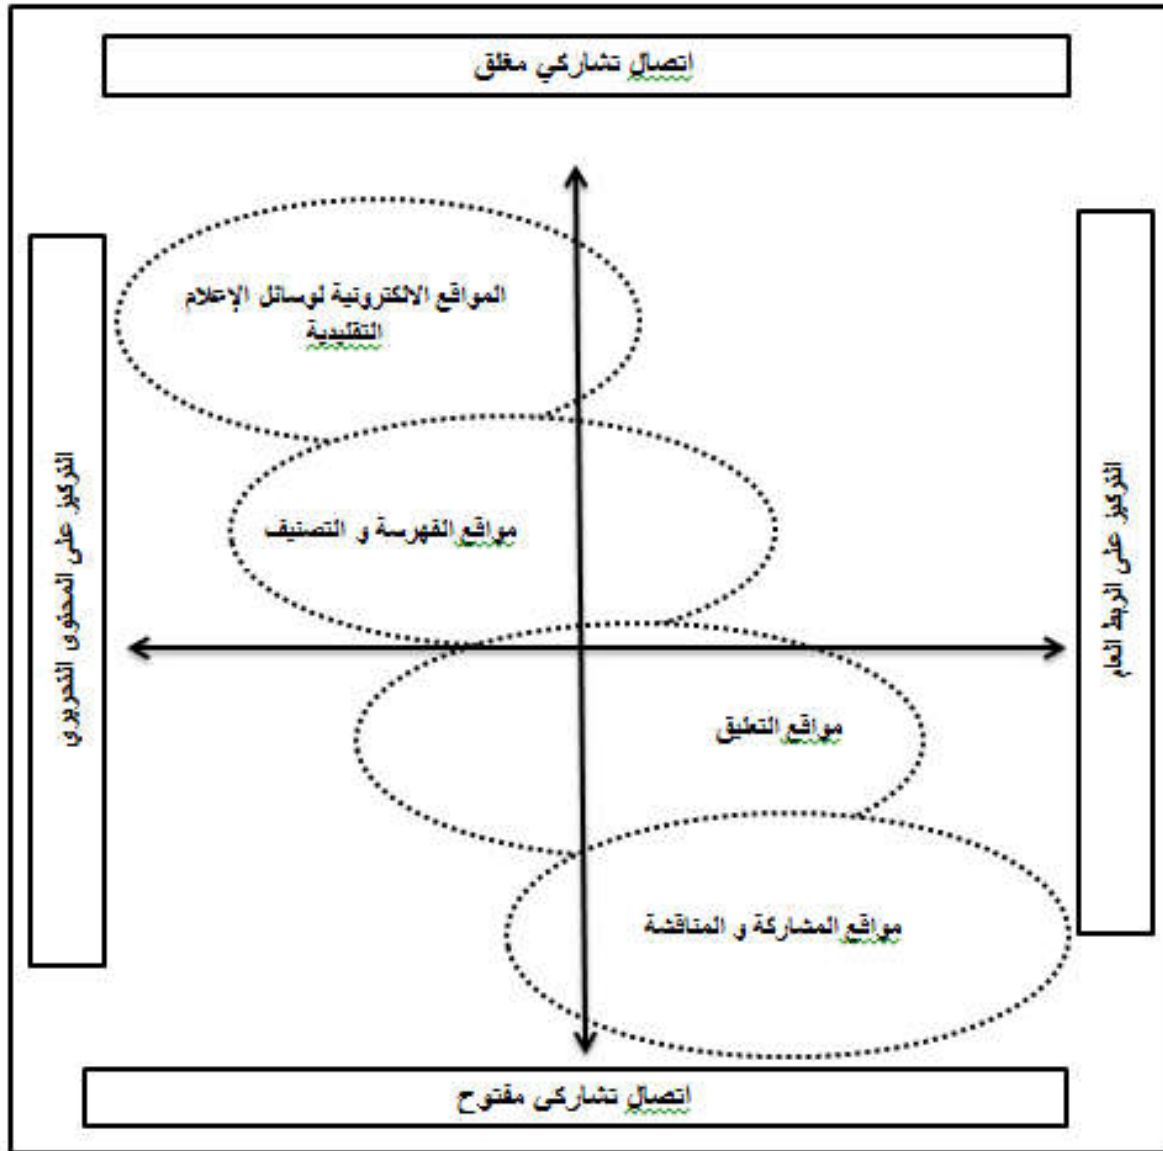 اتصال تشاركي مغلق
المواقع الالكترونية لوسائل الإعلام
التقليدية
التركيز على الربط العام
التركيز على المحتوى التحريري
مواقع الفهرسة و التصنيف
مواقع التعليق
مواقع المشاركة و المناقشة
اتصال تشاركي مفتوح